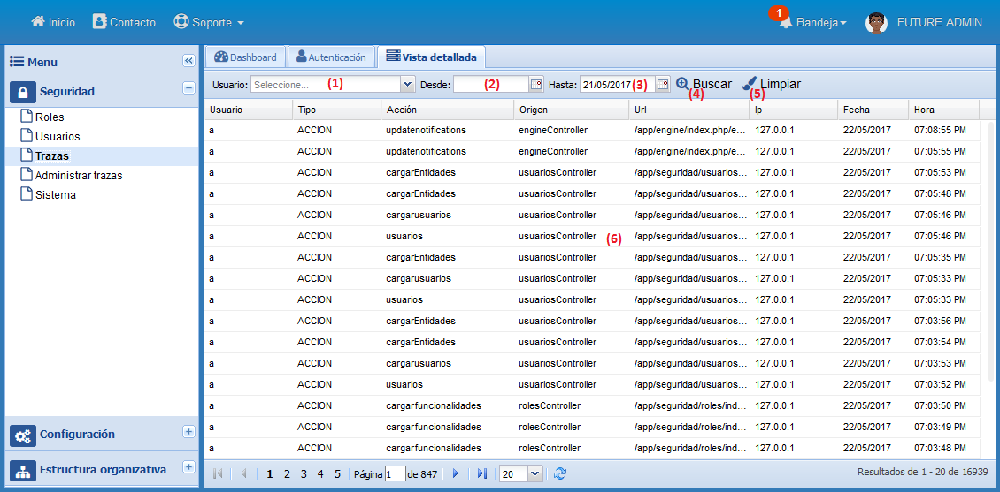 Inicio Contacto Soporte 1 Bandeja FUTURE ADMIN
Menu
Dashboard Autenticación Vista detallada
Seguridad
Roles
Usuarios
Trazas
Administrar trazas
Sistema
Configuración
Estructura organizativa
Usuario: Seleccione... (1) Desde: (2) Hasta: 21/05/2017 (3) Buscar (4) Limpiar (5)
Usuario Tipo Acción Origen Url Ip Fecha Hora
a ACCION updatenotifications engineController /app/engine/index.php/e... 127.0.0.1 22/05/2017 07:08:55 PM
a ACCION updatenotifications engineController /app/engine/index.php/e... 127.0.0.1 22/05/2017 07:05:55 PM
a ACCION cargarEntidades usuariosController /app/seguridad/usuarios... 127.0.0.1 22/05/2017 07:05:53 PM
a ACCION cargarEntidades usuariosController /app/seguridad/usuarios... 127.0.0.1 22/05/2017 07:05:48 PM
a ACCION cargarusuarios usuariosController /app/seguridad/usuarios... 127.0.0.1 22/05/2017 07:05:46 PM
a ACCION usuarios usuariosController (6) /app/seguridad/usuarios... 127.0.0.1 22/05/2017 07:05:46 PM
a ACCION cargarEntidades usuariosController /app/seguridad/usuarios... 127.0.0.1 22/05/2017 07:05:35 PM
a ACCION cargarusuarios usuariosController /app/seguridad/usuarios... 127.0.0.1 22/05/2017 07:05:33 PM
a ACCION usuarios usuariosController /app/seguridad/usuarios... 127.0.0.1 22/05/2017 07:05:33 PM
a ACCION cargarEntidades usuariosController /app/seguridad/usuarios... 127.0.0.1 22/05/2017 07:03:56 PM
a ACCION cargarEntidades usuariosController /app/seguridad/usuarios... 127.0.0.1 22/05/2017 07:03:54 PM
a ACCION cargarusuarios usuariosController /app/seguridad/usuarios... 127.0.0.1 22/05/2017 07:03:53 PM
a ACCION usuarios usuariosController /app/seguridad/usuarios... 127.0.0.1 22/05/2017 07:03:52 PM
a ACCION cargarfuncionalidades rolesController /app/seguridad/roles/ind... 127.0.0.1 22/05/2017 07:03:50 PM
a ACCION cargarfuncionalidades rolesController /app/seguridad/roles/ind... 127.0.0.1 22/05/2017 07:03:49 PM
a ACCION cargarfuncionalidades rolesController /app/seguridad/roles/ind... 127.0.0.1 22/05/2017 07:03:48 PM
1 2 3 4 5 Página 1 de 847 20 Resultados de 1 - 20 de 16939